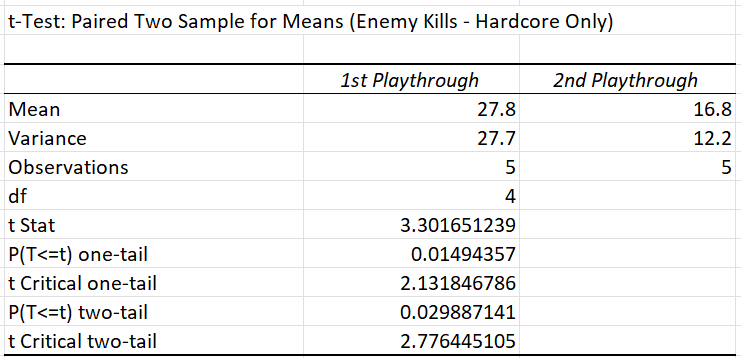 t-Test: Paired Two Sample for Means (Enemy Kills - Hardcore Only)
1st Playthrough 2nd Playthrough
Mean 27.8 16.8
Variance 27.7 12.2
Observations 5 5
df 4
t Stat 3.301651239
P(T<=t) one-tail 0.01494357
t Critical one-tail 2.131846786
P(T<=t) two-tail 0.029887141
t Critical two-tail 2.776445105